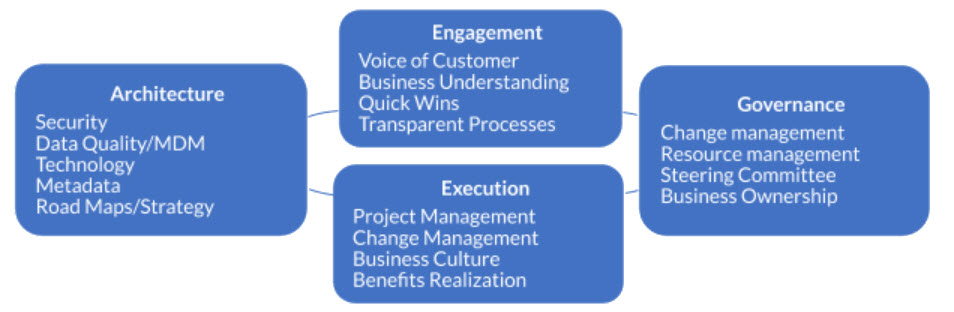 Engagement
Voice of Customer
Business Understanding
Quick Wins
Transparent Processes
Architecture
Security
Data Quality/MDM
Technology
Metadata
Road Maps/Strategy
Governance
Change management
Resource management
Steering Committee
Business Ownership
Execution
Project Management
Change Management
Business Culture
Benefits Realization